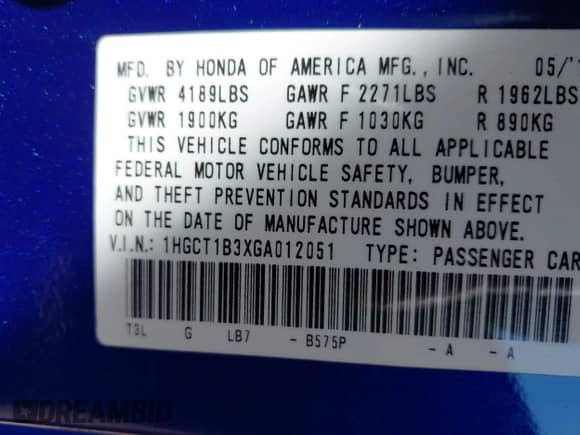 MFD. BY HONDA OF AMERICA MFG., INC. 05/'1
GVWR 4189LBS GAWR F 2271LBS R 1962LBS
GVWR 1900KG GAWR F 1030KG R 890KG
THIS VEHICLE CONFORMS TO ALL APPLICABLE
FEDERAL MOTOR VEHICLE SAFETY, BUMPER,
AND THEFT PREVENTION STANDARDS IN EFFECT
ON THE DATE OF MANUFACTURE SHOWN ABOVE.
V.I.N.: 1HGCT1B3XGA012051 TYPE: PASSENGER CAR
T3L G LB7 - B575P - A - A
DREAMBID